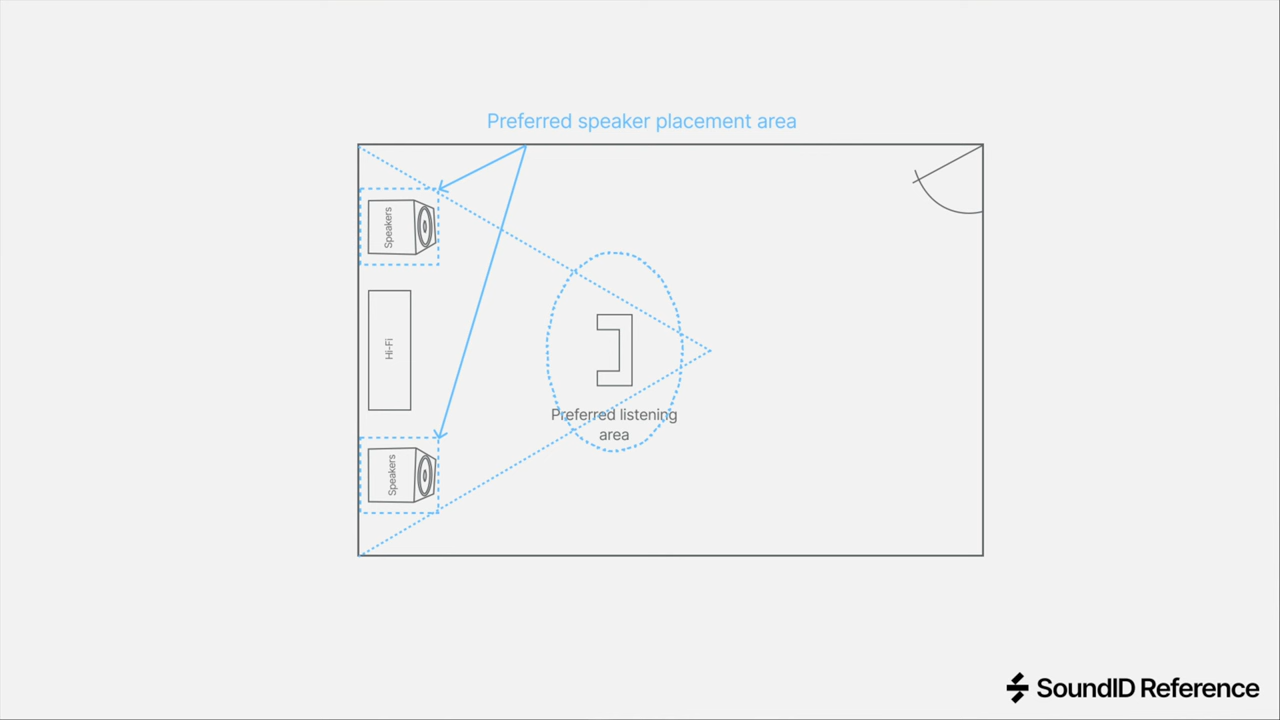 Preferred speaker placement area
Speakers
Hi-Fi
Preferred listening
area
Speakers
SoundID Reference